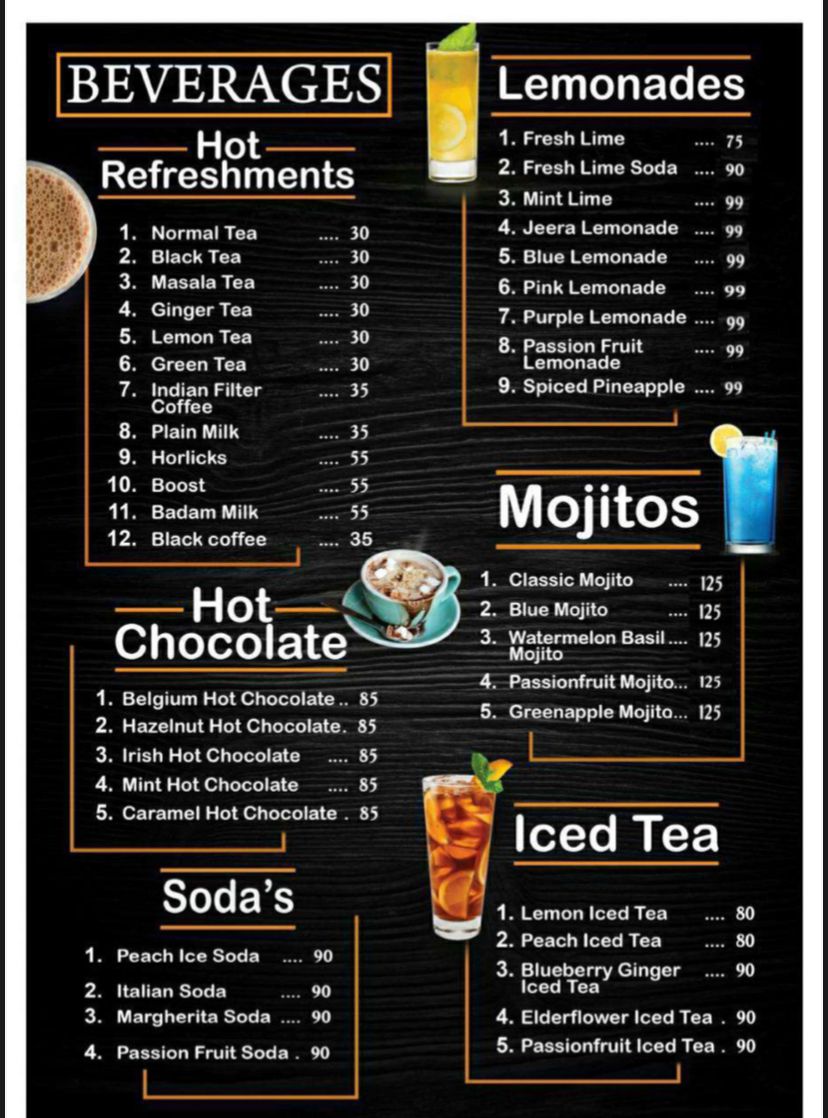 BEVERAGES
Hot
Refreshments
1. Normal Tea .... 30
2. Black Tea .... 30
3. Masala Tea .... 30
4. Ginger Tea .... 30
5. Lemon Tea .... 30
6. Green Tea .... 30
7. Indian Filter .... 35
Coffee
8. Plain Milk .... 35
9. Horlicks .... 55
10. Boost .... 55
11. Badam Milk .... 55
12. Black coffee .... 35
Hot
Chocolate
1. Belgium Hot Chocolate .. 85
2. Hazelnut Hot Chocolate. 85
3. Irish Hot Chocolate .... 85
4. Mint Hot Chocolate .... 85
5. Caramel Hot Chocolate . 85
Soda's
1. Peach Ice Soda .... 90
2. Italian Soda .... 90
3. Margherita Soda .... 90
4. Passion Fruit Soda . 90
Lemonades
1. Fresh Lime .... 75
2. Fresh Lime Soda .... 90
3. Mint Lime .... 99
4. Jeera Lemonade .... 99
5. Blue Lemonade .... 99
6. Pink Lemonade .... 99
7. Purple Lemonade .... 99
8. Passion Fruit .... 99
Lemonade
9. Spiced Pineapple .... 99
Mojitos
1. Classic Mojito .... 125
2. Blue Mojito .... 125
3. Watermelon Basil .... 125
Mojito
4. Passionfruit Mojito... 125
5. Greenapple Mojito... 125
Iced Tea
1. Lemon Iced Tea .... 80
2. Peach Iced Tea .... 80
3. Blueberry Ginger .... 90
Iced Tea
4. Elderflower Iced Tea . 90
5. Passionfruit Iced Tea . 90